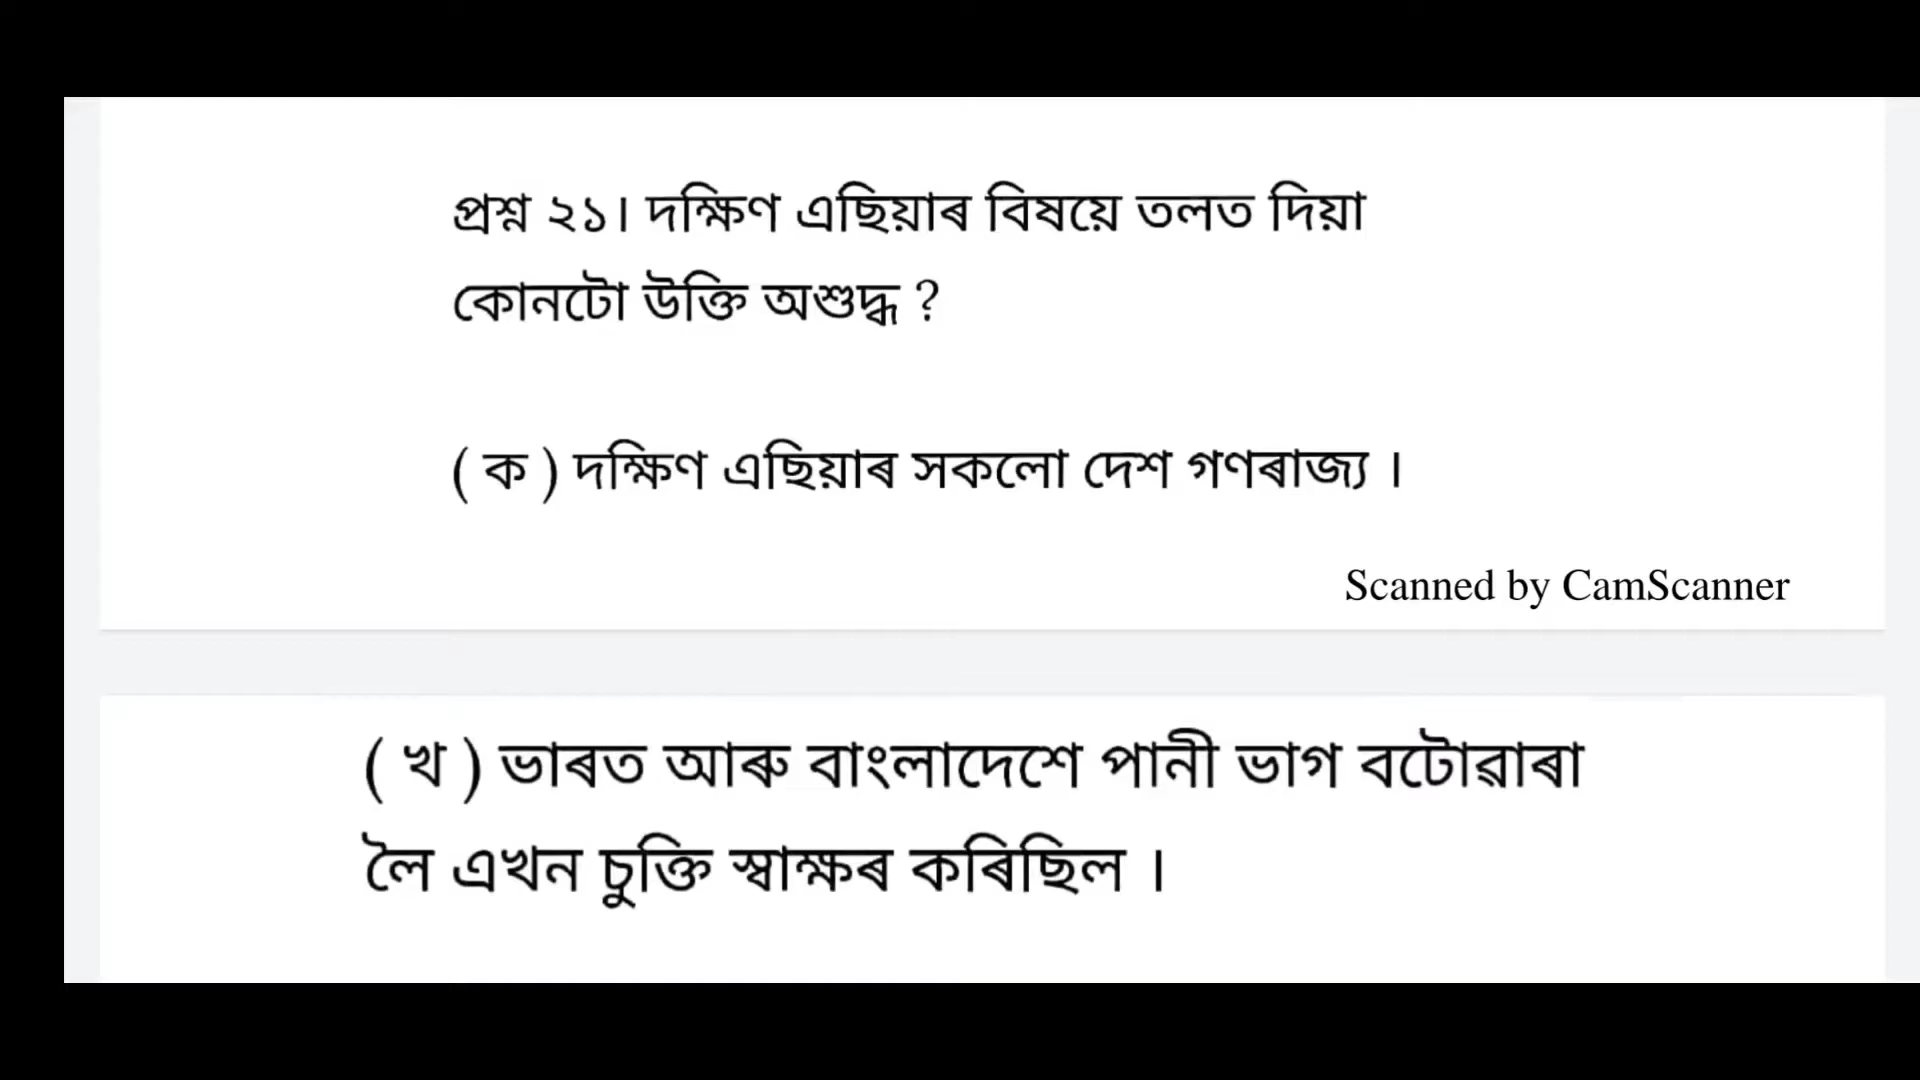 প্ৰশ্ন ২১। দক্ষিণ এছিয়াৰ বিষয়ে তলত দিয়া
কোনটো উক্তি অশুদ্ধ ?
( ক ) দক্ষিণ এছিয়াৰ সকলো দেশ গণৰাজ্য ।
Scanned by CamScanner
( খ ) ভাৰত আৰু বাংলাদেশে পানী ভাগ বটোৱাৰা
লৈ এখন চুক্তি স্বাক্ষৰ কৰিছিল ।